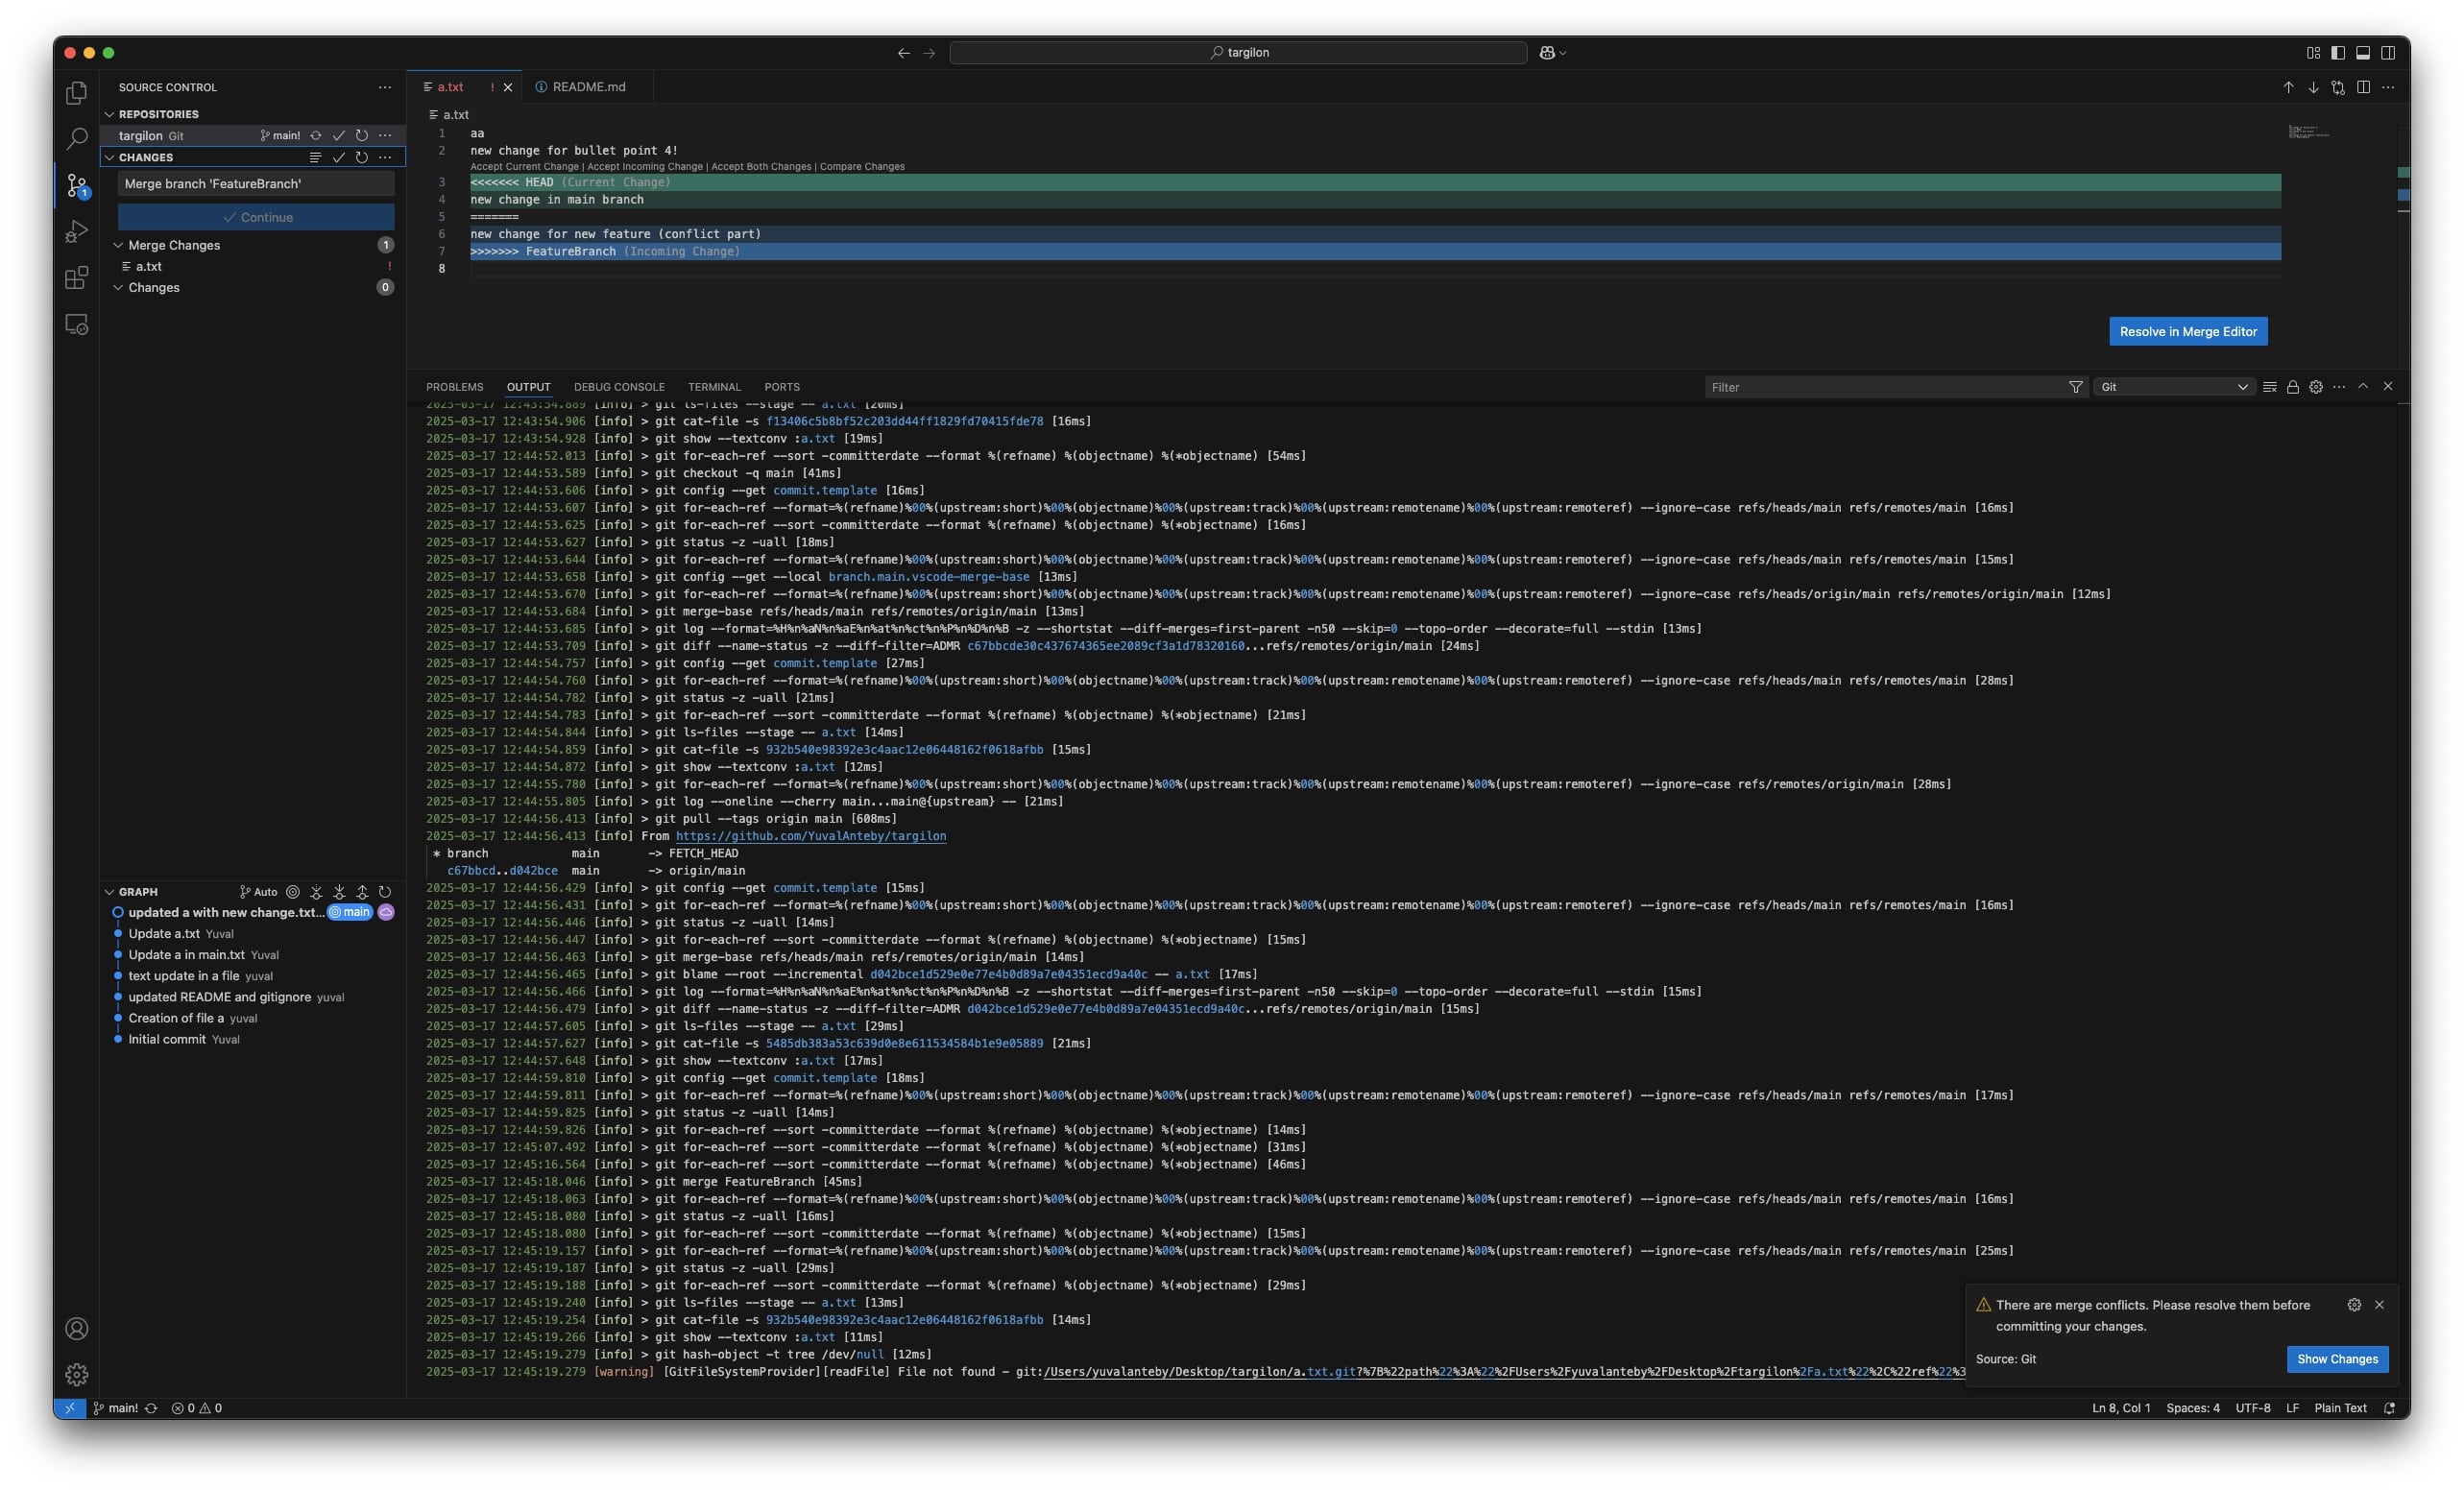 targilon
SOURCE CONTROL
REPOSITORIES
targilon Git main!
CHANGES
Merge branch 'FeatureBranch'
Continue
Merge Changes 1
a.txt !
Changes 0
GRAPH Auto
updated a with new change.txt... main
Update a.txt Yuval
Update a in main.txt Yuval
text update in a file yuval
updated README and gitignore yuval
Creation of file a yuval
Initial commit Yuval
1
a.txt ! README.md
a.txt
1 aa
2 new change for bullet point 4!
Accept Current Change | Accept Incoming Change | Accept Both Changes | Compare Changes
3 <<<<<<< HEAD (Current Change)
4 new change in main branch
5 =======
6 new change for new feature (conflict part)
7 >>>>>>> FeatureBranch (Incoming Change)
8
Resolve in Merge Editor
PROBLEMS OUTPUT DEBUG CONSOLE TERMINAL PORTS Filter Git
2025-03-17 12:43:54.889 [info] > git ls-files --stage -- a.txt [20ms]
2025-03-17 12:43:54.906 [info] > git cat-file -s f13406c5b8bf52c203dd44ff1829fd70415fde78 [16ms]
2025-03-17 12:43:54.928 [info] > git show --textconv :a.txt [19ms]
2025-03-17 12:44:52.013 [info] > git for-each-ref --sort -committerdate --format %(refname) %(objectname) %(*objectname) [54ms]
2025-03-17 12:44:53.589 [info] > git checkout -q main [41ms]
2025-03-17 12:44:53.606 [info] > git config --get commit.template [16ms]
2025-03-17 12:44:53.607 [info] > git for-each-ref --format=%(refname)%00%(upstream:short)%00%(objectname)%00%(upstream:track)%00%(upstream:remotename)%00%(upstream:remoteref) --ignore-case refs/heads/main refs/remotes/main [16ms]
2025-03-17 12:44:53.625 [info] > git for-each-ref --sort -committerdate --format %(refname) %(objectname) %(*objectname) [16ms]
2025-03-17 12:44:53.627 [info] > git status -z -uall [18ms]
2025-03-17 12:44:53.644 [info] > git for-each-ref --format=%(refname)%00%(upstream:short)%00%(objectname)%00%(upstream:track)%00%(upstream:remotename)%00%(upstream:remoteref) --ignore-case refs/heads/main refs/remotes/main [15ms]
2025-03-17 12:44:53.658 [info] > git config --get --local branch.main.vscode-merge-base [13ms]
2025-03-17 12:44:53.670 [info] > git for-each-ref --format=%(refname)%00%(upstream:short)%00%(objectname)%00%(upstream:track)%00%(upstream:remotename)%00%(upstream:remoteref) --ignore-case refs/heads/origin/main refs/remotes/origin/main [12ms]
2025-03-17 12:44:53.684 [info] > git merge-base refs/heads/main refs/remotes/origin/main [13ms]
2025-03-17 12:44:53.685 [info] > git log --format=%H%n%aN%n%aE%n%at%n%ct%n%P%n%D%n%B -z --shortstat --diff-merges=first-parent -n50 --skip=0 --topo-order --decorate=full --stdin [13ms]
2025-03-17 12:44:53.709 [info] > git diff --name-status -z --diff-filter=ADMR c67bbcde30c437674365ee2089cf3a1d78320160...refs/remotes/origin/main [24ms]
2025-03-17 12:44:54.757 [info] > git config --get commit.template [27ms]
2025-03-17 12:44:54.760 [info] > git for-each-ref --format=%(refname)%00%(upstream:short)%00%(objectname)%00%(upstream:track)%00%(upstream:remotename)%00%(upstream:remoteref) --ignore-case refs/heads/main refs/remotes/main [28ms]
2025-03-17 12:44:54.782 [info] > git status -z -uall [21ms]
2025-03-17 12:44:54.783 [info] > git for-each-ref --sort -committerdate --format %(refname) %(objectname) %(*objectname) [21ms]
2025-03-17 12:44:54.844 [info] > git ls-files --stage -- a.txt [14ms]
2025-03-17 12:44:54.859 [info] > git cat-file -s 932b540e98392e3c4aac12e06448162f0618afbb [15ms]
2025-03-17 12:44:54.872 [info] > git show --textconv :a.txt [12ms]
2025-03-17 12:44:55.780 [info] > git for-each-ref --format=%(refname)%00%(upstream:short)%00%(objectname)%00%(upstream:track)%00%(upstream:remotename)%00%(upstream:remoteref) --ignore-case refs/remotes/origin/main [28ms]
2025-03-17 12:44:55.805 [info] > git log --oneline --cherry main...main@{upstream} -- [21ms]
2025-03-17 12:44:56.413 [info] > git pull --tags origin main [608ms]
2025-03-17 12:44:56.413 [info] From https://github.com/YuvalAnteby/targilon
* branch main -> FETCH_HEAD
c67bbcd..d042bce main -> origin/main
2025-03-17 12:44:56.429 [info] > git config --get commit.template [15ms]
2025-03-17 12:44:56.431 [info] > git for-each-ref --format=%(refname)%00%(upstream:short)%00%(objectname)%00%(upstream:track)%00%(upstream:remotename)%00%(upstream:remoteref) --ignore-case refs/heads/main refs/remotes/main [16ms]
2025-03-17 12:44:56.446 [info] > git status -z -uall [14ms]
2025-03-17 12:44:56.447 [info] > git for-each-ref --sort -committerdate --format %(refname) %(objectname) %(*objectname) [15ms]
2025-03-17 12:44:56.463 [info] > git merge-base refs/heads/main refs/remotes/origin/main [14ms]
2025-03-17 12:44:56.465 [info] > git blame --root --incremental d042bce1d529e0e77e4b0d89a7e04351ecd9a40c -- a.txt [17ms]
2025-03-17 12:44:56.466 [info] > git log --format=%H%n%aN%n%aE%n%at%n%ct%n%P%n%D%n%B -z --shortstat --diff-merges=first-parent -n50 --skip=0 --topo-order --decorate=full --stdin [15ms]
2025-03-17 12:44:56.479 [info] > git diff --name-status -z --diff-filter=ADMR d042bce1d529e0e77e4b0d89a7e04351ecd9a40c...refs/remotes/origin/main [15ms]
2025-03-17 12:44:57.605 [info] > git ls-files --stage -- a.txt [29ms]
2025-03-17 12:44:57.627 [info] > git cat-file -s 5485db383a53c639d0e8e611534584b1e9e05889 [21ms]
2025-03-17 12:44:57.648 [info] > git show --textconv :a.txt [17ms]
2025-03-17 12:44:59.810 [info] > git config --get commit.template [18ms]
2025-03-17 12:44:59.811 [info] > git for-each-ref --format=%(refname)%00%(upstream:short)%00%(objectname)%00%(upstream:track)%00%(upstream:remotename)%00%(upstream:remoteref) --ignore-case refs/heads/main refs/remotes/main [17ms]
2025-03-17 12:44:59.825 [info] > git status -z -uall [14ms]
2025-03-17 12:44:59.826 [info] > git for-each-ref --sort -committerdate --format %(refname) %(objectname) %(*objectname) [14ms]
2025-03-17 12:45:07.492 [info] > git for-each-ref --sort -committerdate --format %(refname) %(objectname) %(*objectname) [31ms]
2025-03-17 12:45:16.564 [info] > git for-each-ref --sort -committerdate --format %(refname) %(objectname) %(*objectname) [46ms]
2025-03-17 12:45:18.046 [info] > git merge FeatureBranch [45ms]
2025-03-17 12:45:18.063 [info] > git for-each-ref --format=%(refname)%00%(upstream:short)%00%(objectname)%00%(upstream:track)%00%(upstream:remotename)%00%(upstream:remoteref) --ignore-case refs/heads/main refs/remotes/main [16ms]
2025-03-17 12:45:18.080 [info] > git status -z -uall [16ms]
2025-03-17 12:45:18.080 [info] > git for-each-ref --sort -committerdate --format %(refname) %(objectname) %(*objectname) [15ms]
2025-03-17 12:45:19.157 [info] > git for-each-ref --format=%(refname)%00%(upstream:short)%00%(objectname)%00%(upstream:track)%00%(upstream:remotename)%00%(upstream:remoteref) --ignore-case refs/heads/main refs/remotes/main [25ms]
2025-03-17 12:45:19.187 [info] > git status -z -uall [29ms]
2025-03-17 12:45:19.188 [info] > git for-each-ref --sort -committerdate --format %(refname) %(objectname) %(*objectname) [29ms]
2025-03-17 12:45:19.240 [info] > git ls-files --stage -- a.txt [13ms]
2025-03-17 12:45:19.254 [info] > git cat-file -s 932b540e98392e3c4aac12e06448162f0618afbb [14ms]
2025-03-17 12:45:19.266 [info] > git show --textconv :a.txt [11ms]
2025-03-17 12:45:19.279 [info] > git hash-object -t tree /dev/null [12ms]
2025-03-17 12:45:19.279 [warning] [GitFileSystemProvider][readFile] File not found - git:/Users/yuvalanteby/Desktop/targilon/a.txt.git?%7B%22path%22%3A%22%2FUsers%2Fyuvalanteby%2FDesktop%2Ftargilon%2Fa.txt%22%2C%22ref%22%3
There are merge conflicts. Please resolve them before
committing your changes.
Source: Git Show Changes
main! 0 0 Ln 8, Col 1 Spaces: 4 UTF-8 LF Plain Text